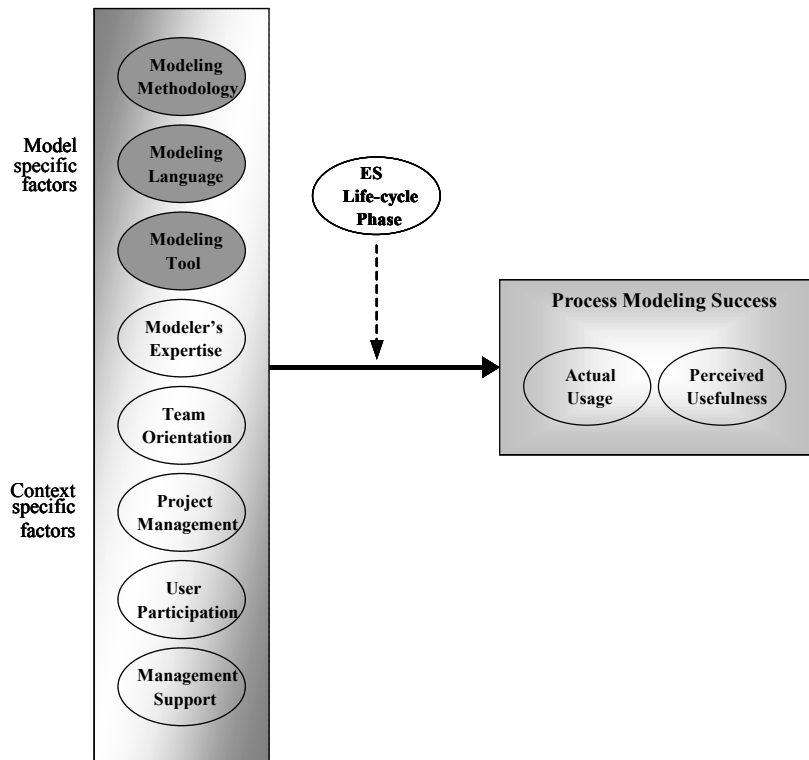 Model
specific
factors
Modeling
Methodology
Modeling
Language
Modeling
Tool
Modeler's
Expertise
Context
specific
factors
Team
Orientation
Project
Management
User
Participation
Management
Support
ES
Life-cycle
Phase
Process Modeling Success
Actual
Usage
Perceived
Usefulness